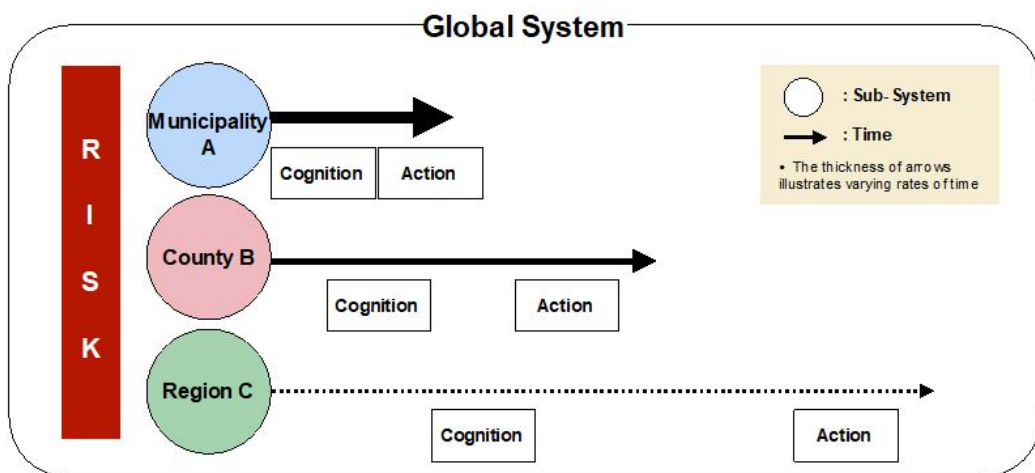 Global System
R
I
S
K
Municipality
A
Cognition
Action
County B
Cognition
Action
Region C
Cognition
Action
: Sub- System
: Time
• The thickness of arrows
illustrates varying rates of time